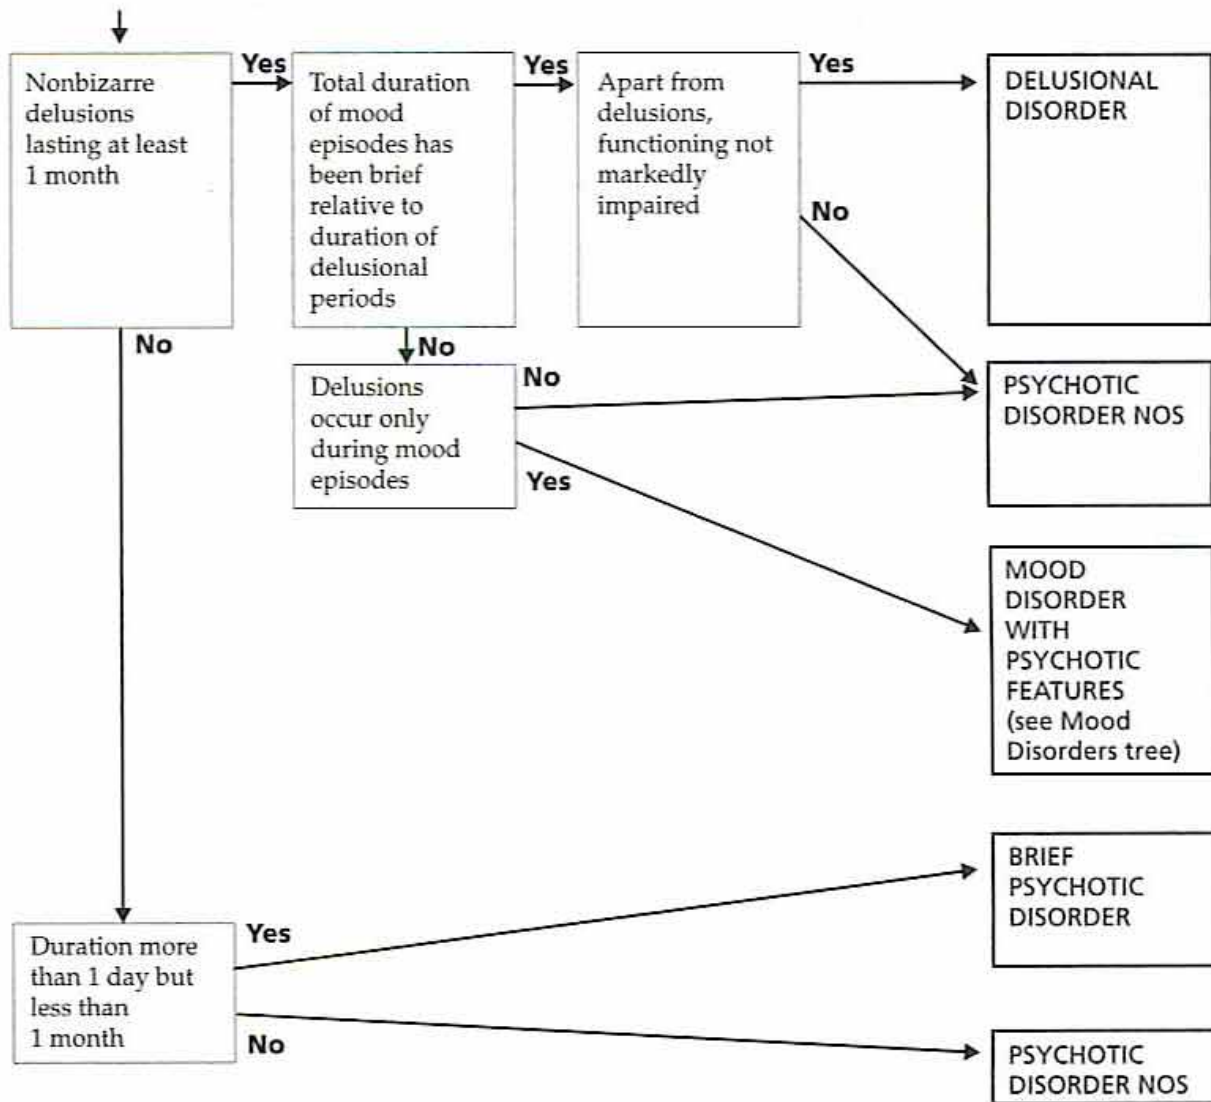 Nonbizarre
delusions
lasting at least
1 month
Yes
Total duration
of mood
episodes has
been brief
relative to
duration of
delusional
periods
Yes
Apart from
delusions,
functioning not
markedly
impaired
Yes
DELUSIONAL
DISORDER
No
No
No
Delusions
occur only
during mood
episodes
No
Yes
PSYCHOTIC
DISORDER NOS
MOOD
DISORDER
WITH
PSYCHOTIC
FEATURES
(see Mood
Disorders tree)
Duration more
than 1 day but
less than
1 month
Yes
No
BRIEF
PSYCHOTIC
DISORDER
PSYCHOTIC
DISORDER NOS